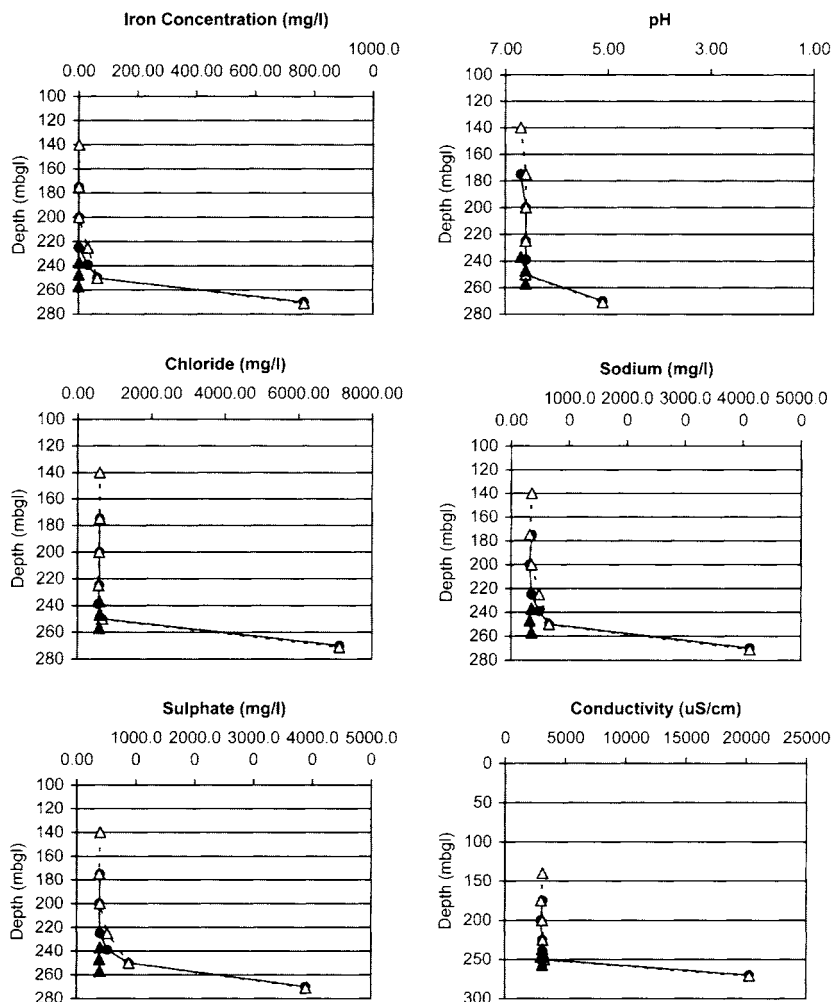 Iron Concentration (mg/l)
1000.0
0.00 200.00 400.00 600.00 800.00 0
100
120
140
160
180
200
220
240
260
280
Depth (mbgl)
pH
7.00 5.00 3.00 1.00
100
120
140
160
180
200
220
240
260
280
Depth (mbgl)
Chloride (mg/l)
0.00 2000.00 4000.00 6000.00 8000.00
100
120
140
160
180
200
220
240
260
280
Depth (mbgl)
Sodium (mg/l)
1000.0 2000.0 3000.0 4000.0 5000.0
0.00 0 0 0 0 0
100
120
140
160
180
200
220
240
260
280
Depth (mbgl)
Sulphate (mg/l)
1000.0 2000.0 3000.0 4000.0 5000.0
0.00 0 0 0 0 0
100
120
140
160
180
200
220
240
260
280
Depth (mbgl)
Conductivity (uS/cm)
0 5000 10000 15000 20000 25000
0
50
100
150
200
250
300
Depth (mbgl)